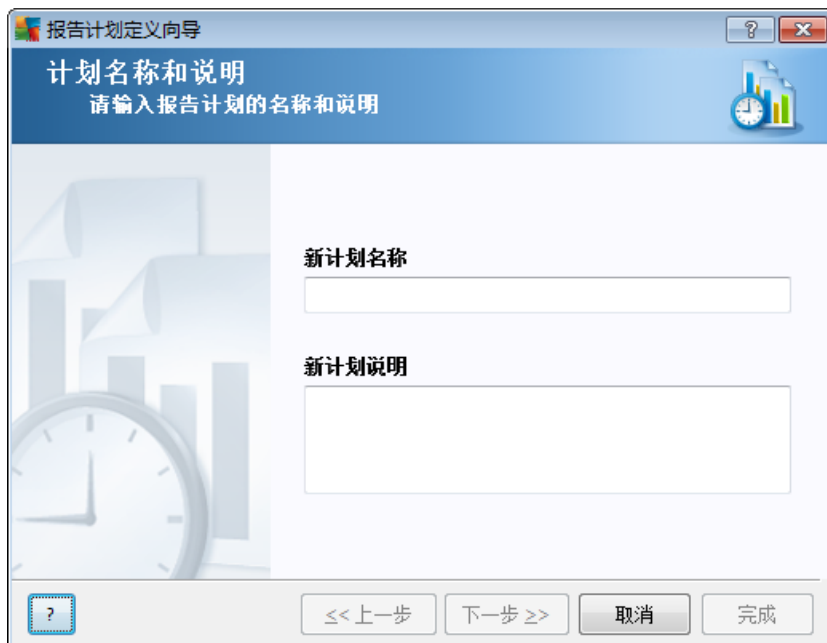 报告计划定义向导
?
计划名称和说明
请输入报告计划的名称和说明
新计划名称
新计划说明
? << 上一步 下一步 >> 取消 完成